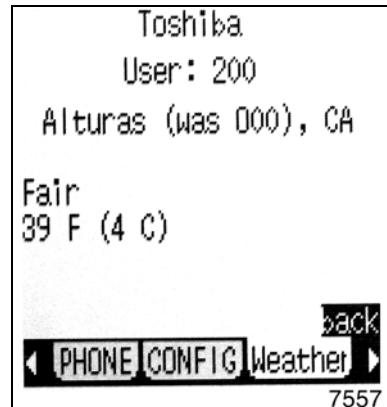 Toshiba
User: 200
Alturas (was 000), CA
Fair
39 F (4 C)
back
PHONE CONFIG Weather
7557